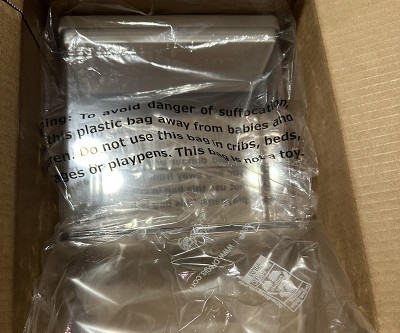 ing: To avoid danger of suffocation,
this plastic bag away from babies and
ren. Do not use this bag in cribs, beds,
ges or playpens. This bag is not a toy.